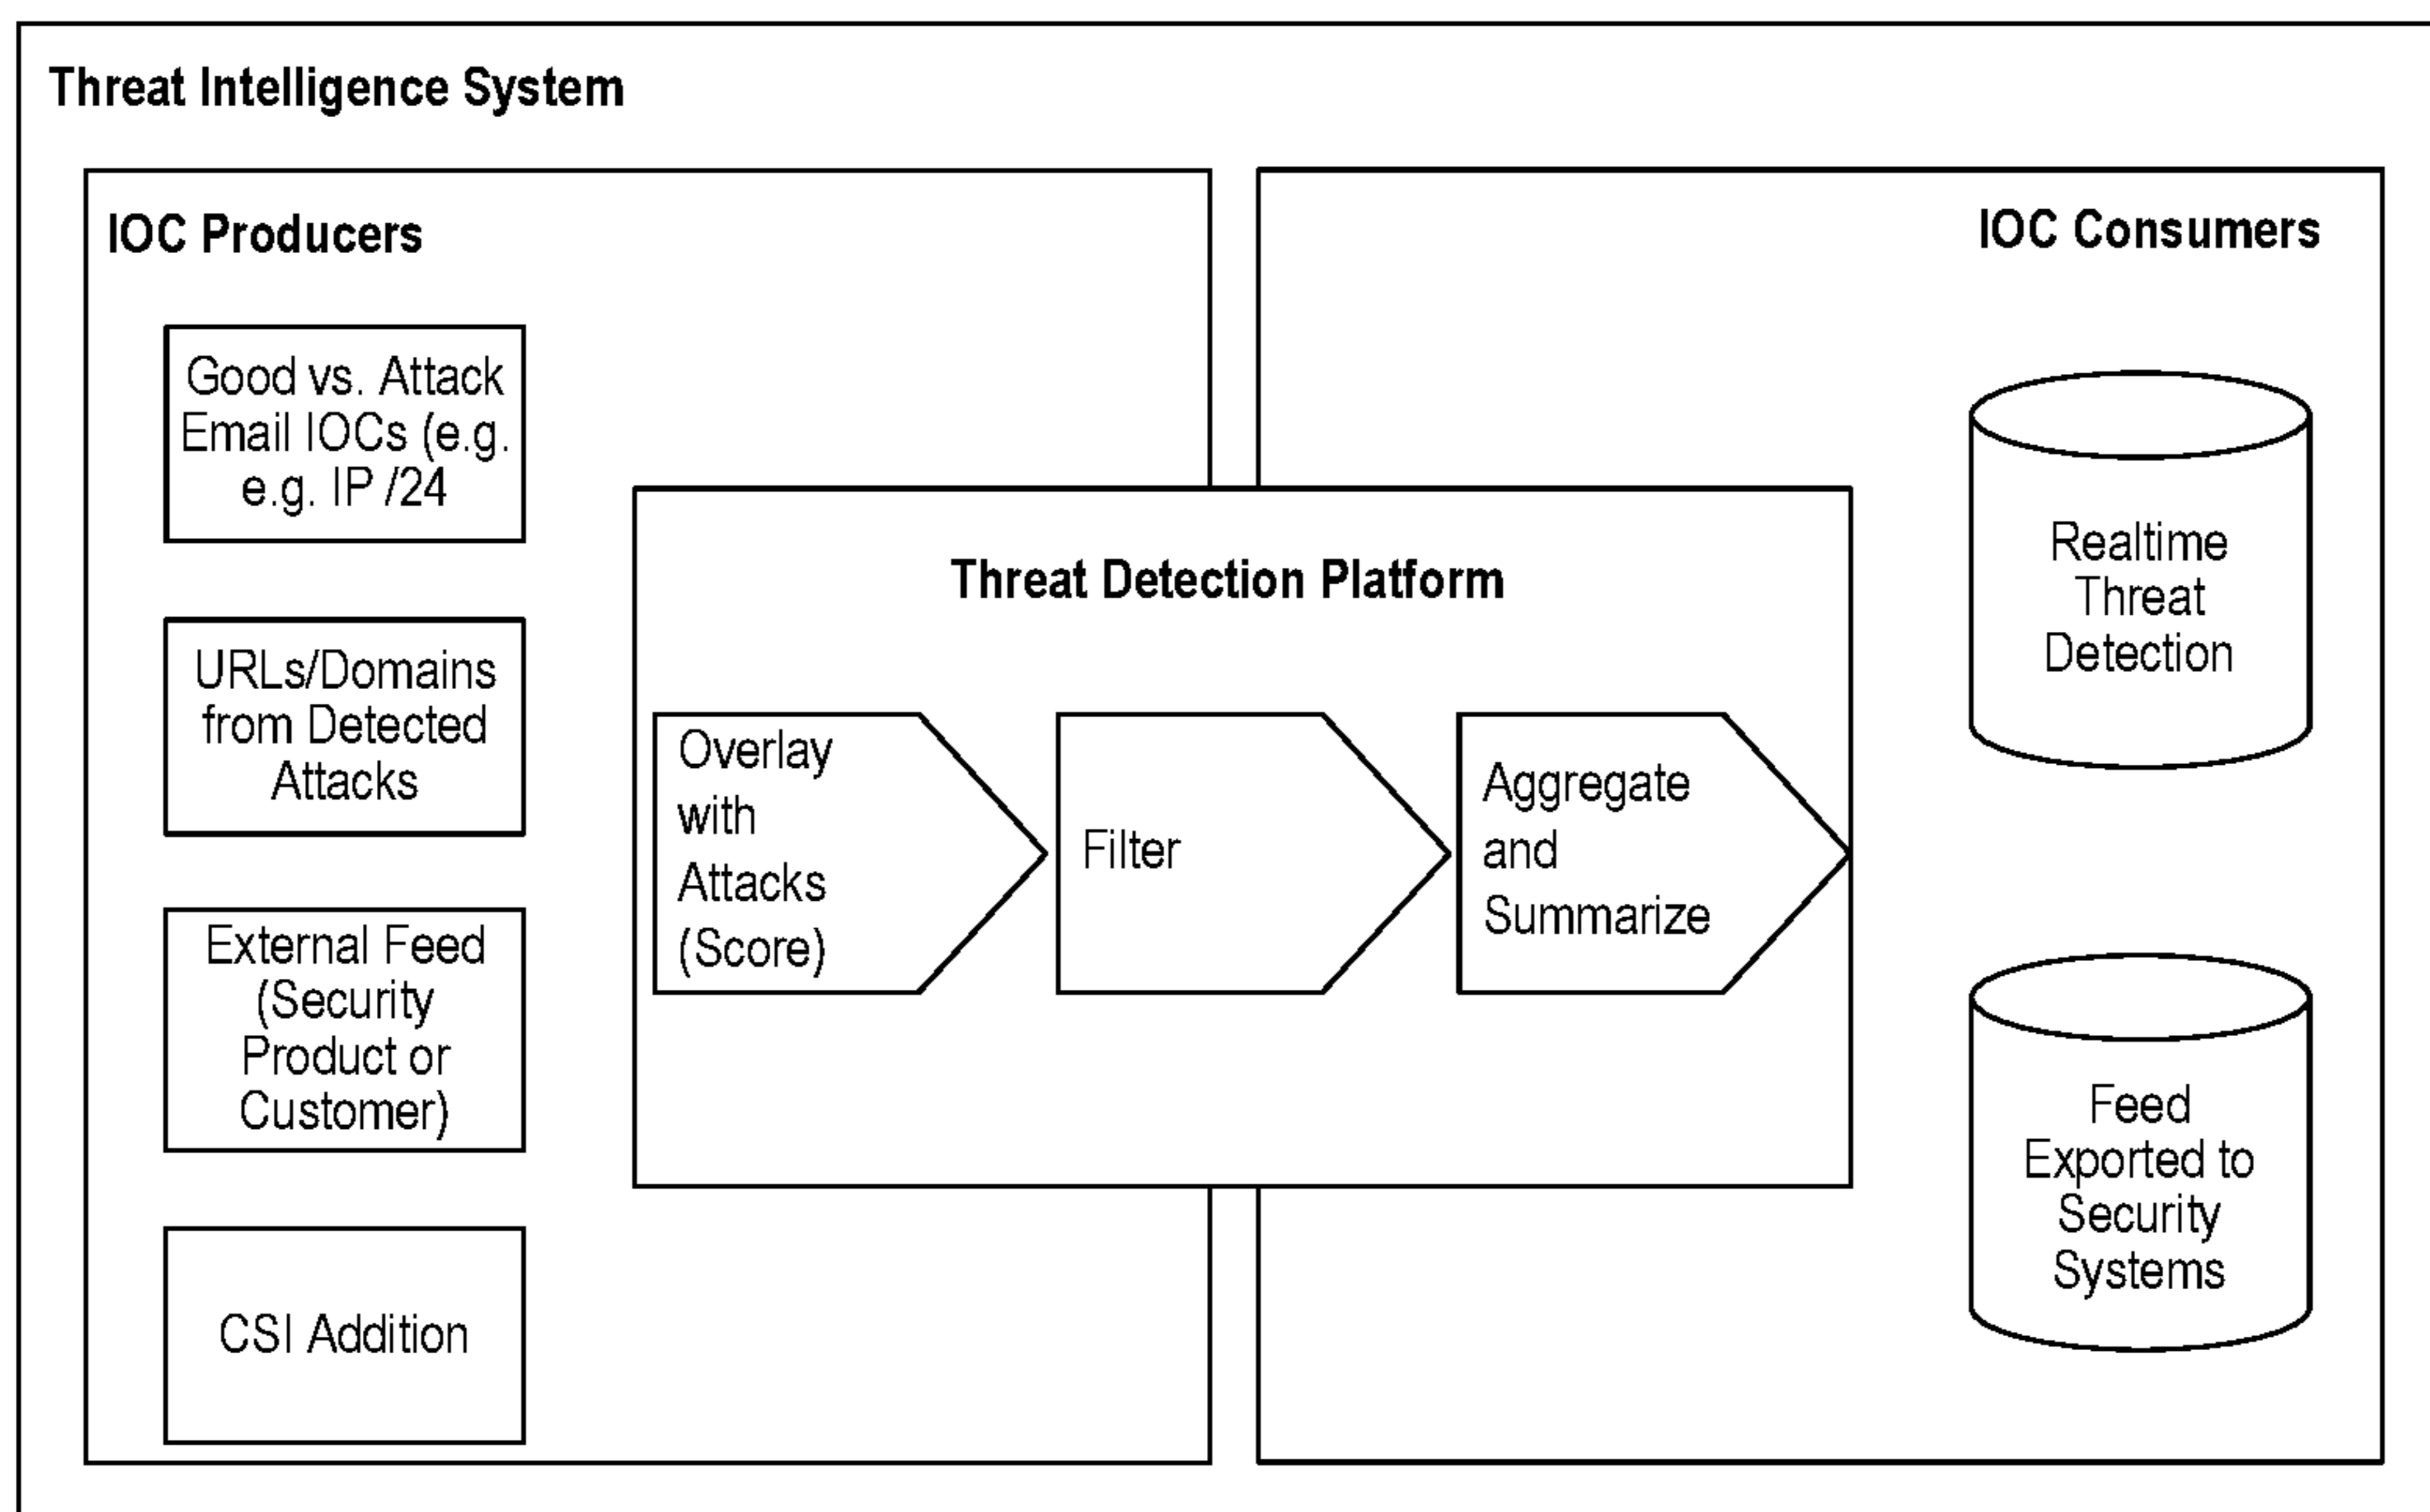 Threat Intelligence System
IOC Producers
Good vs. Attack
Email IOCs (e.g.
e.g. IP /24
URLs/Domains
from Detected
Attacks
External Feed
(Security
Product or
Customer)
CSI Addition
Threat Detection Platform
Overlay
with
Attacks
(Score)
Filter
Aggregate
and
Summarize
IOC Consumers
Realtime
Threat
Detection
Feed
Exported to
Security
Systems